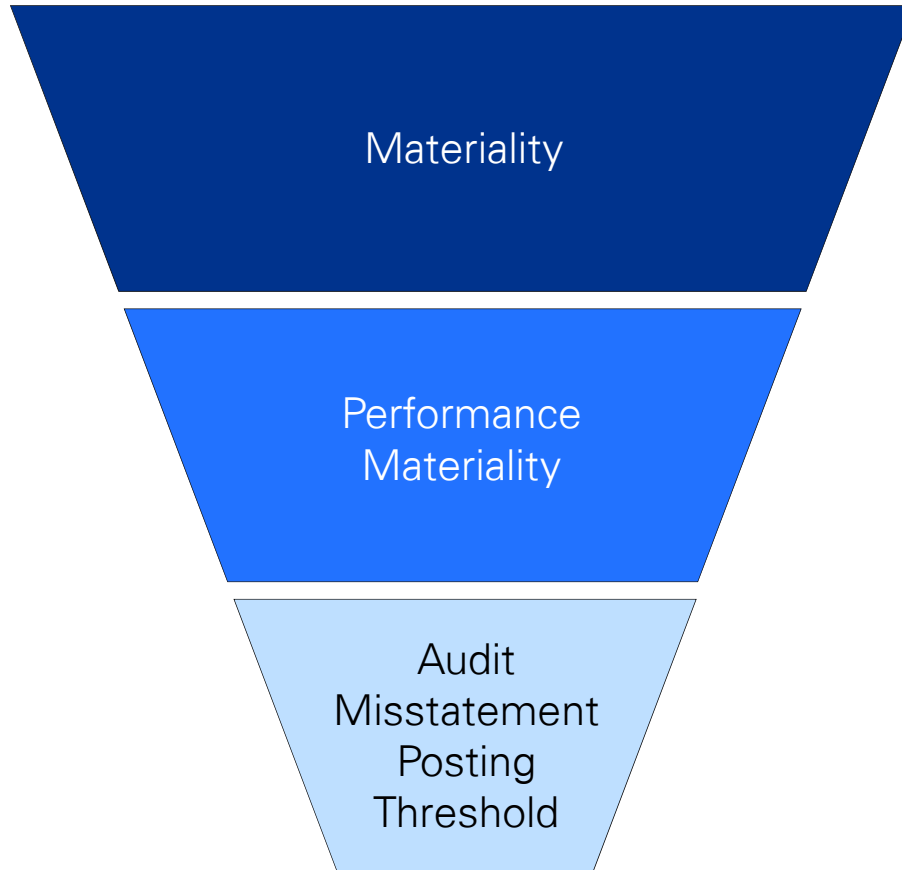 Materiality
Performance
Materiality
Audit
Misstatement
Posting
Threshold